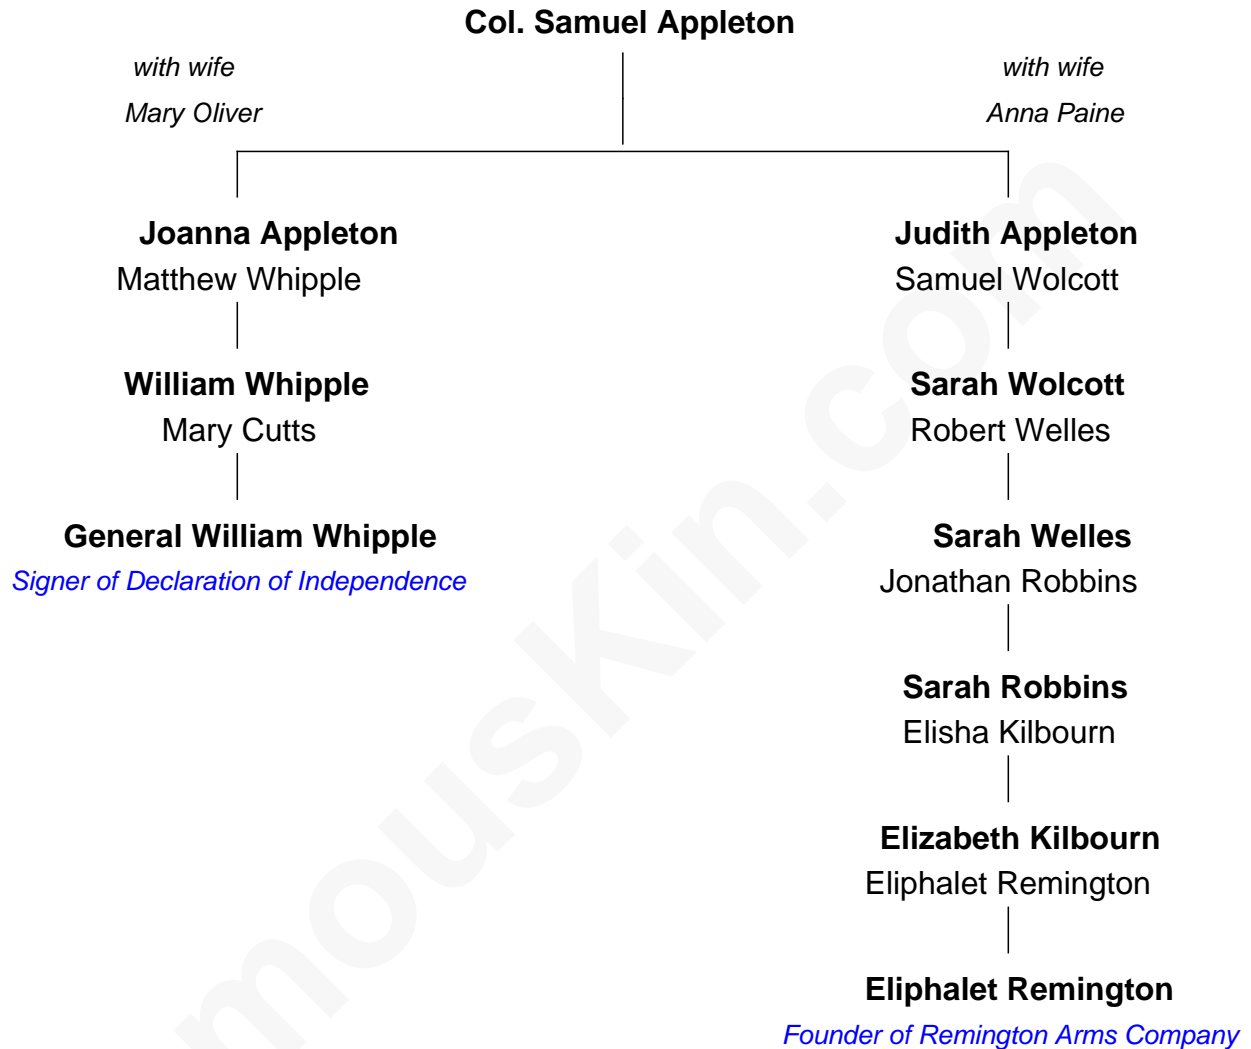 Col. Samuel Appleton
with wife
Mary Oliver
with wife
Anna Paine
Joanna Appleton
Matthew Whipple
Judith Appleton
Samuel Wolcott
William Whipple
Mary Cutts
Sarah Wolcott
Robert Welles
General William Whipple
Signer of Declaration of Independence
Sarah Welles
Jonathan Robbins
Sarah Robbins
Elisha Kilbourn
Elizabeth Kilbourn
Eliphalet Remington
Eliphalet Remington
Founder of Remington Arms Company
mouskin.com